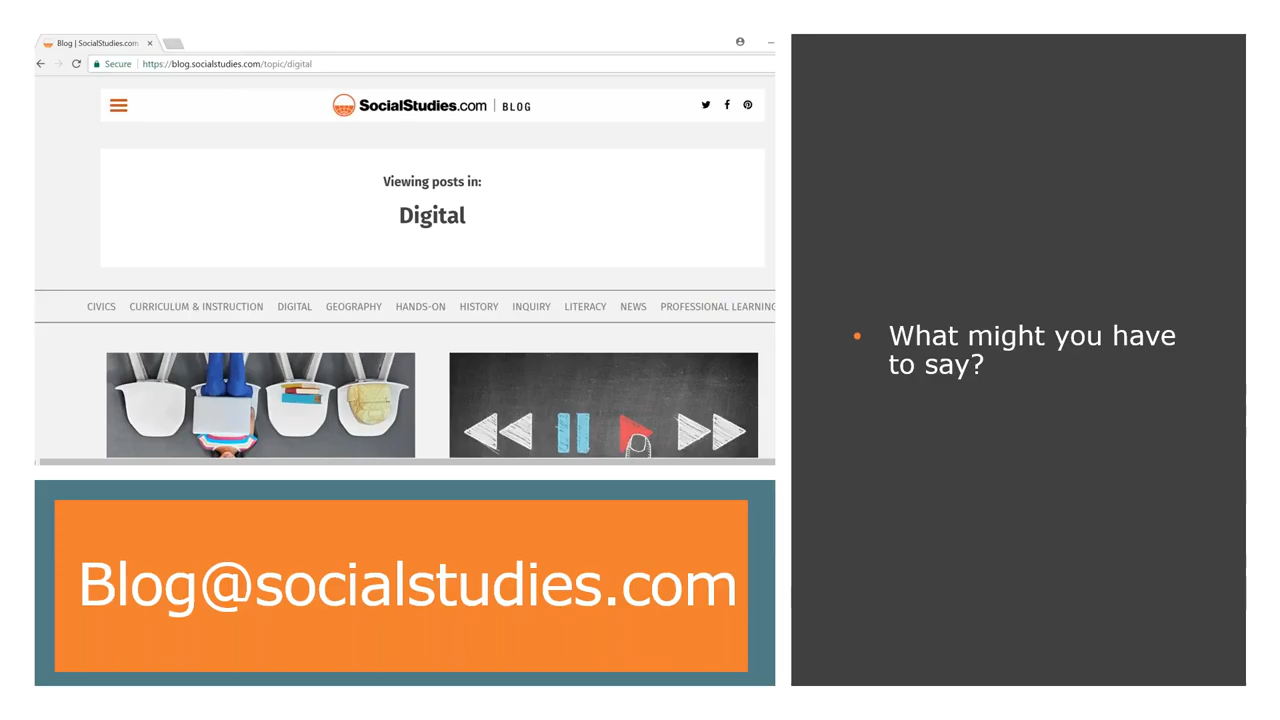 Blog | SocialStudies.com
Secure https://blog.socialstudies.com/topic/digital
SocialStudies.com | BLOG
Viewing posts in:
Digital
CIVICS CURRICULUM & INSTRUCTION DIGITAL GEOGRAPHY HANDS-ON HISTORY INQUIRY LITERACY NEWS PROFESSIONAL LEARNING
Blog@socialstudies.com
• What might you have
to say?